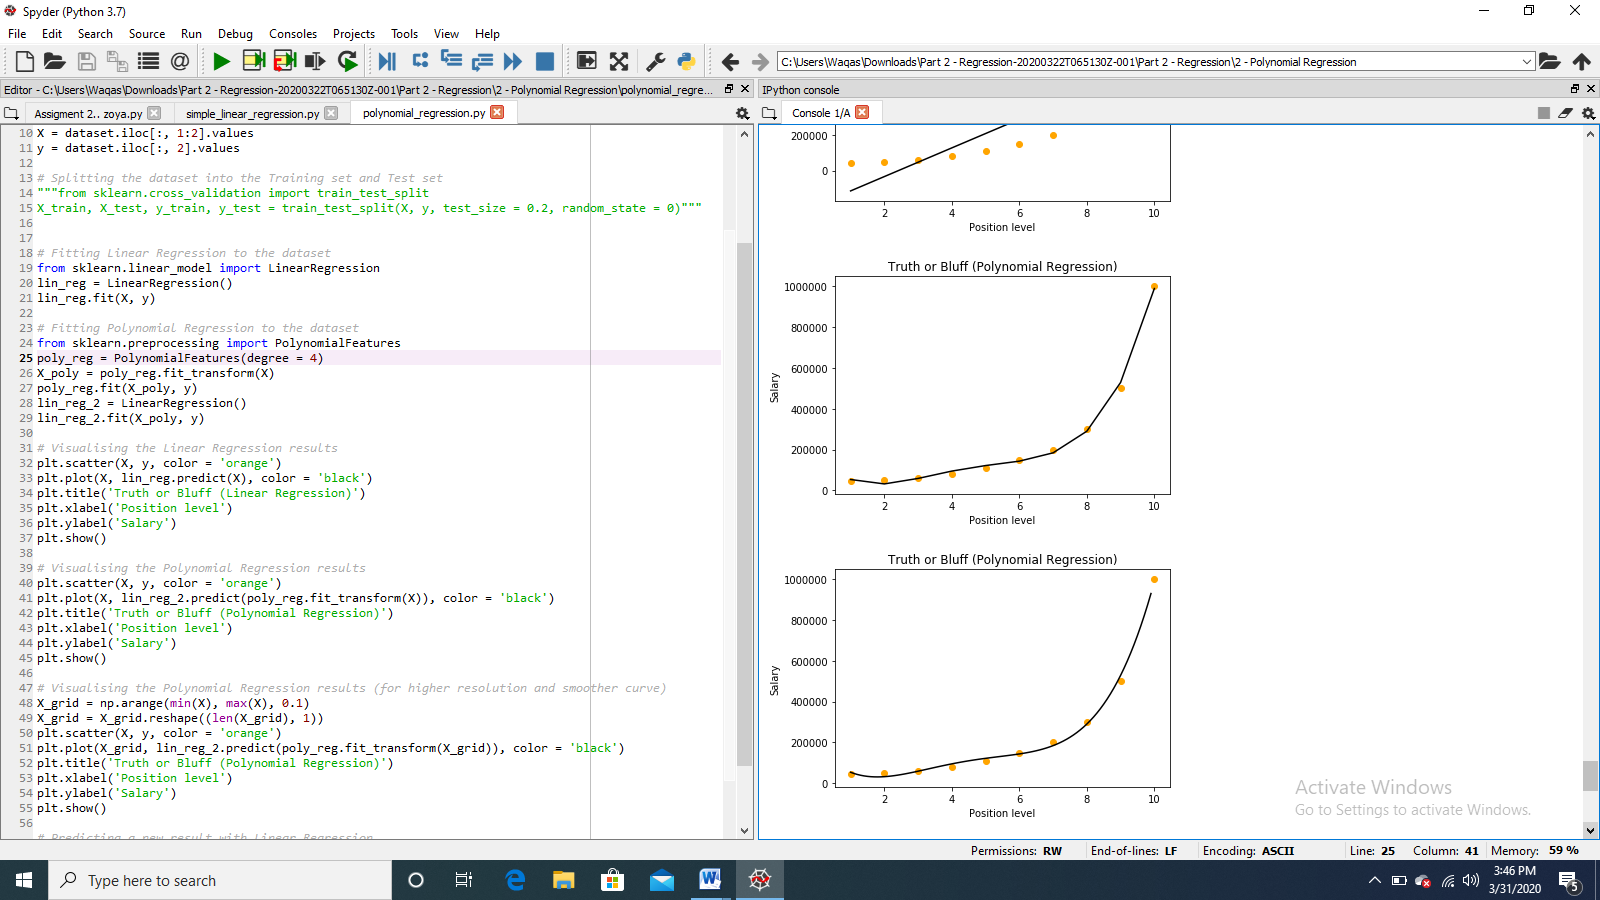 Spyder (Python 3.7)
File Edit Search Source Run Debug Consoles Projects Tools View Help
C:\Users\Waqas\Downloads\Part 2 - Regression-20200322T065130Z-001\Part 2 - Regression\2 - Polynomial Regression
Editor - C:\Users\Waqas\Downloads\Part 2 - Regression-20200322T065130Z-001\Part 2 - Regression\2 - Polynomial Regression\polynomial_regre...
Assigment 2.. zoya.py simple_linear_regression.py polynomial_regression.py
10 X = dataset.iloc[:, 1:2].values
11 y = dataset.iloc[:, 2].values
12
13 # Splitting the dataset into the Training set and Test set
14 """from sklearn.cross_validation import train_test_split
15 X_train, X_test, y_train, y_test = train_test_split(X, y, test_size = 0.2, random_state = 0)"""
16
17
18 # Fitting Linear Regression to the dataset
19 from sklearn.linear_model import LinearRegression
20 lin_reg = LinearRegression()
21 lin_reg.fit(X, y)
22
23 # Fitting Polynomial Regression to the dataset
24 from sklearn.preprocessing import PolynomialFeatures
25 poly_reg = PolynomialFeatures(degree = 4)
26 X_poly = poly_reg.fit_transform(X)
27 poly_reg.fit(X_poly, y)
28 lin_reg_2 = LinearRegression()
29 lin_reg_2.fit(X_poly, y)
30
31 # Visualising the Linear Regression results
32 plt.scatter(X, y, color = 'orange')
33 plt.plot(X, lin_reg.predict(X), color = 'black')
34 plt.title('Truth or Bluff (Linear Regression)')
35 plt.xlabel('Position level')
36 plt.ylabel('Salary')
37 plt.show()
38
39 # Visualising the Polynomial Regression results
40 plt.scatter(X, y, color = 'orange')
41 plt.plot(X, lin_reg_2.predict(poly_reg.fit_transform(X)), color = 'black')
42 plt.title('Truth or Bluff (Polynomial Regression)')
43 plt.xlabel('Position level')
44 plt.ylabel('Salary')
45 plt.show()
46
47 # Visualising the Polynomial Regression results (for higher resolution and smoother curve)
48 X_grid = np.arange(min(X), max(X), 0.1)
49 X_grid = X_grid.reshape((len(X_grid), 1))
50 plt.scatter(X, y, color = 'orange')
51 plt.plot(X_grid, lin_reg_2.predict(poly_reg.fit_transform(X_grid)), color = 'black')
52 plt.title('Truth or Bluff (Polynomial Regression)')
53 plt.xlabel('Position level')
54 plt.ylabel('Salary')
55 plt.show()
56
# Predicting a new result with Linear Regression
IPython console
Console 1/A
200000
0
2 4 6 8 10
Position level
Truth or Bluff (Polynomial Regression)
1000000
800000
600000
400000
200000
0
Salary
2 4 6 8 10
Position level
Truth or Bluff (Polynomial Regression)
1000000
800000
600000
400000
200000
0
Salary
2 4 6 8 10
Position level
Activate Windows
Go to Settings to activate Windows.
Permissions: RW End-of-lines: LF Encoding: ASCII Line: 25 Column: 41 Memory: 59 %
Type here to search
3:46 PM
3/31/2020
5